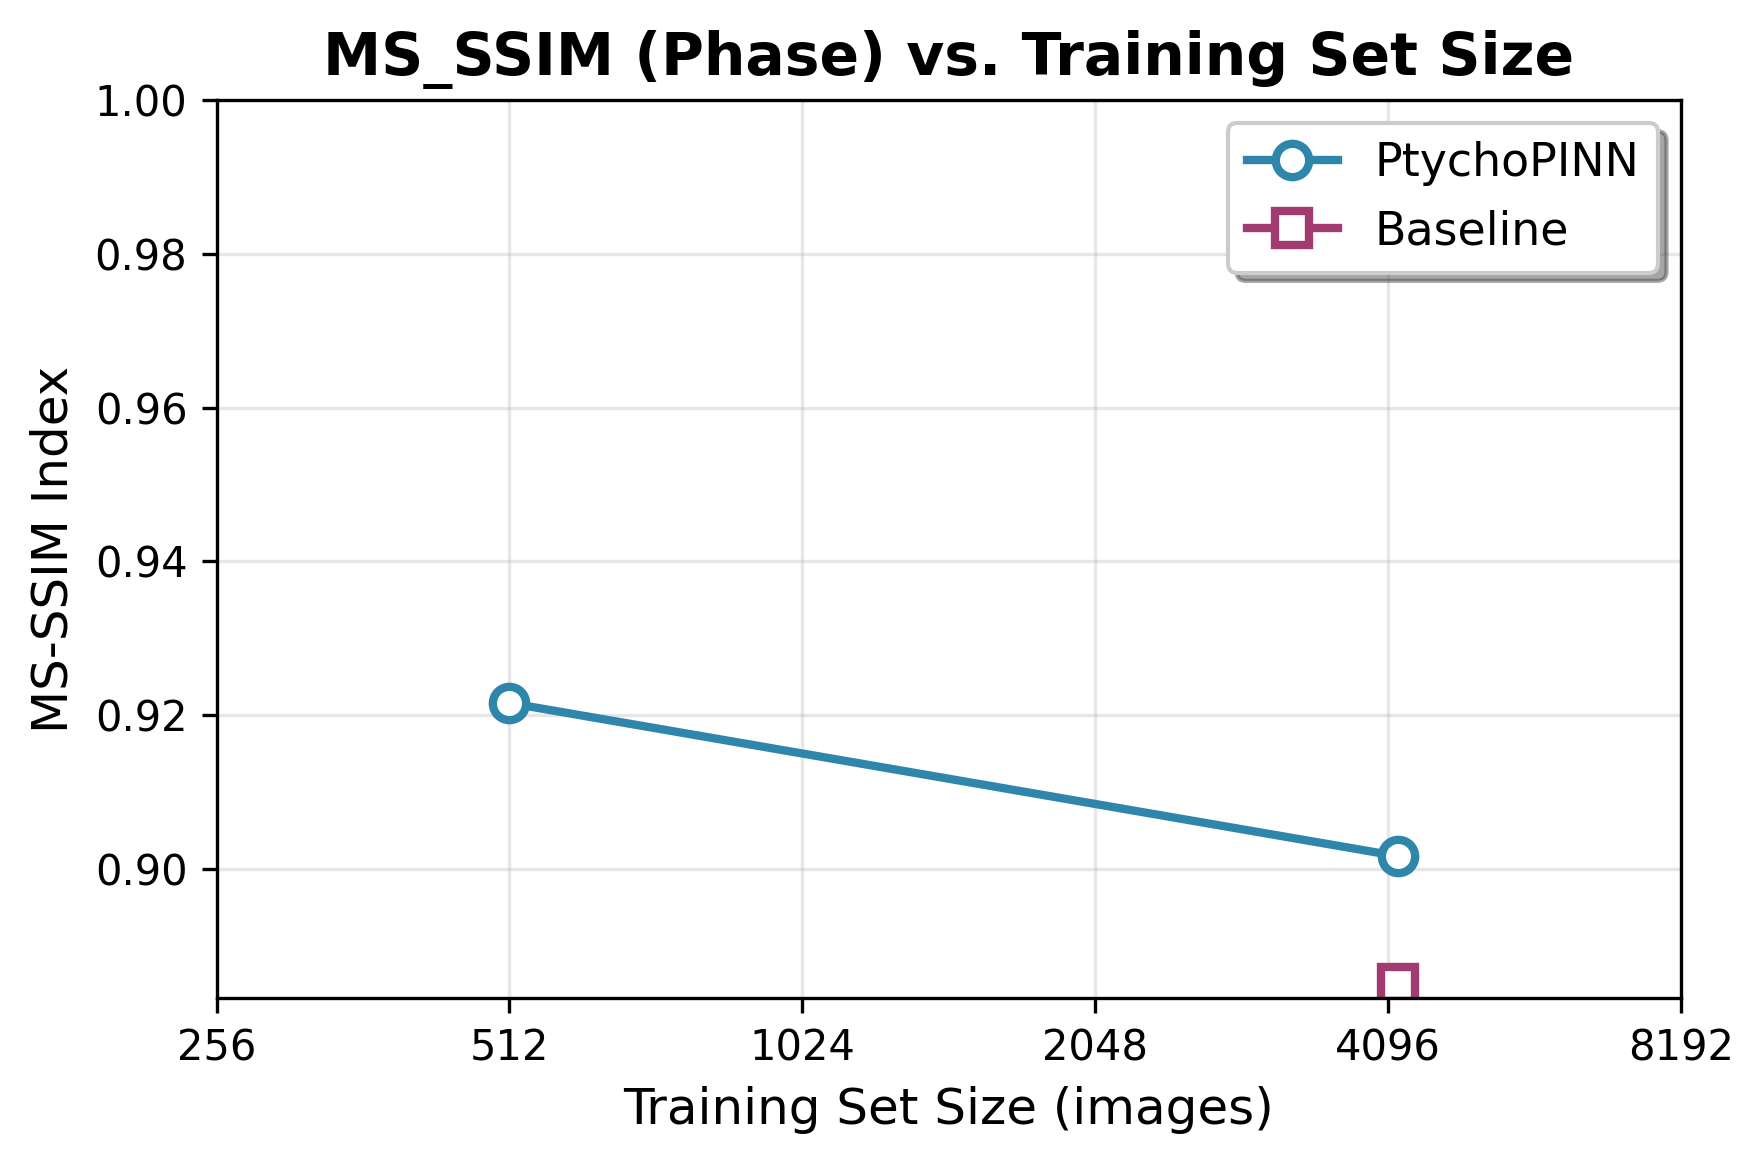 MS_SSIM (Phase) vs. Training Set Size
1.00
0.98
0.96
0.94
0.92
0.90
MS-SSIM Index
PtychoPINN
Baseline
256 512 1024 2048 4096 8192
Training Set Size (images)